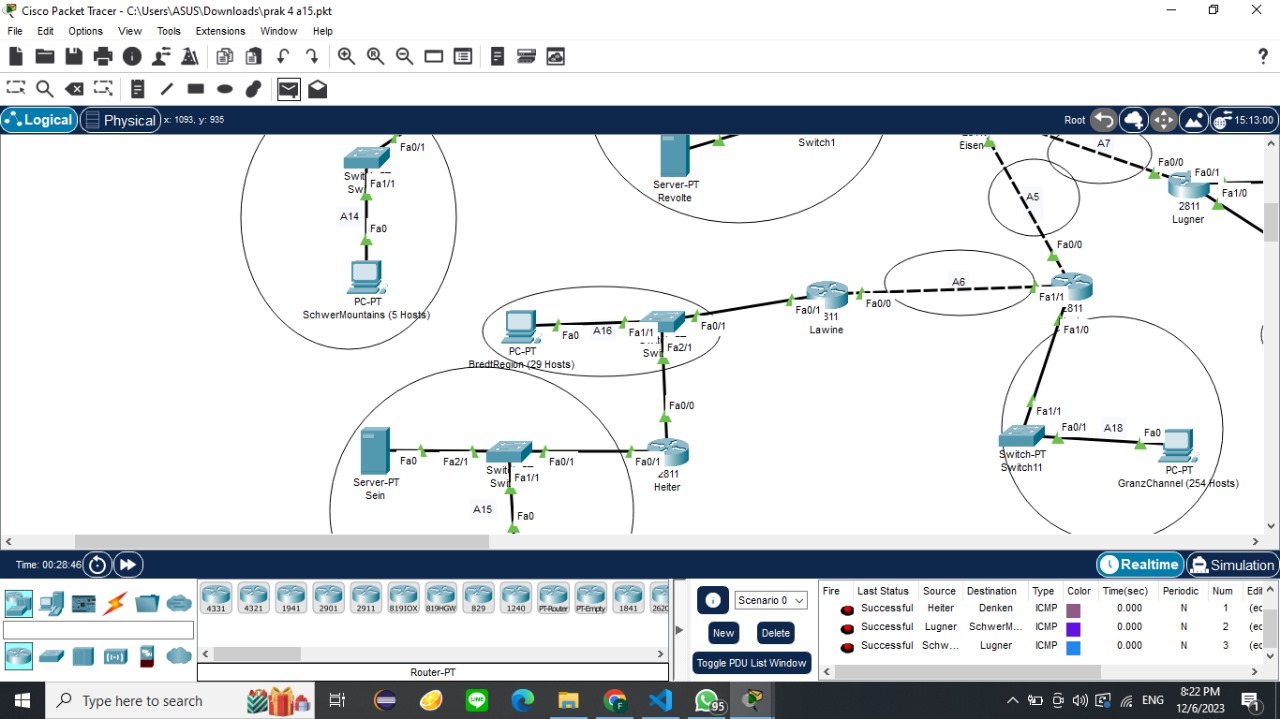 Cisco Packet Tracer - C:\Users\ASUS\Downloads\prak 4 a15.pkt
File Edit Options View Tools Extensions Window Help
?
Logical Physical x: 1093, y: 935 Root 15:13:00
Fa0/1
Fa1/1
A14
Fa0
PC-PT
SchwerMountains (5 Hosts)
Switch1
Server-PT
Revolte
Eisen
A7
Fa0/0
Fa0/1
Fa1/0
2811
Lugner
A5
Fa0/0
A6
Fa1/1
Fa0/0
Fa0/1
Lawine
2811
Fa1/0
A16
Fa0
Fa1/1
Fa0/1
Fa2/1
PC-PT
BredtRegion (29 Hosts)
Fa0/0
Fa0/1
2811
Heiter
Server-PT
Sein
Fa0
Fa2/1
Fa0/1
Fa1/1
A15
Fa0
Fa1/1
Fa0/1
A18
Fa0
Switch-PT
Switch11
PC-PT
GranzChannel (254 Hosts)
Time: 00:28:46 Realtime Simulation
4331 4321 1941 2901 2911 819IOX 819HGW 829 1240 PT-Router PT-Empty 1841 2620
Router-PT
Scenario 0
New Delete
Toggle PDU List Window
Fire Last Status Source Destination Type Color Time(sec) Periodic Num Edit
Successful Heiter Denken ICMP 0.000 N 1 (ec
Successful Lugner SchwerM... ICMP 0.000 N 2 (ec
Successful Schw... Lugner ICMP 0.000 N 3 (ec
Type here to search
LINE
95
ENG
8:22 PM
12/6/2023
1